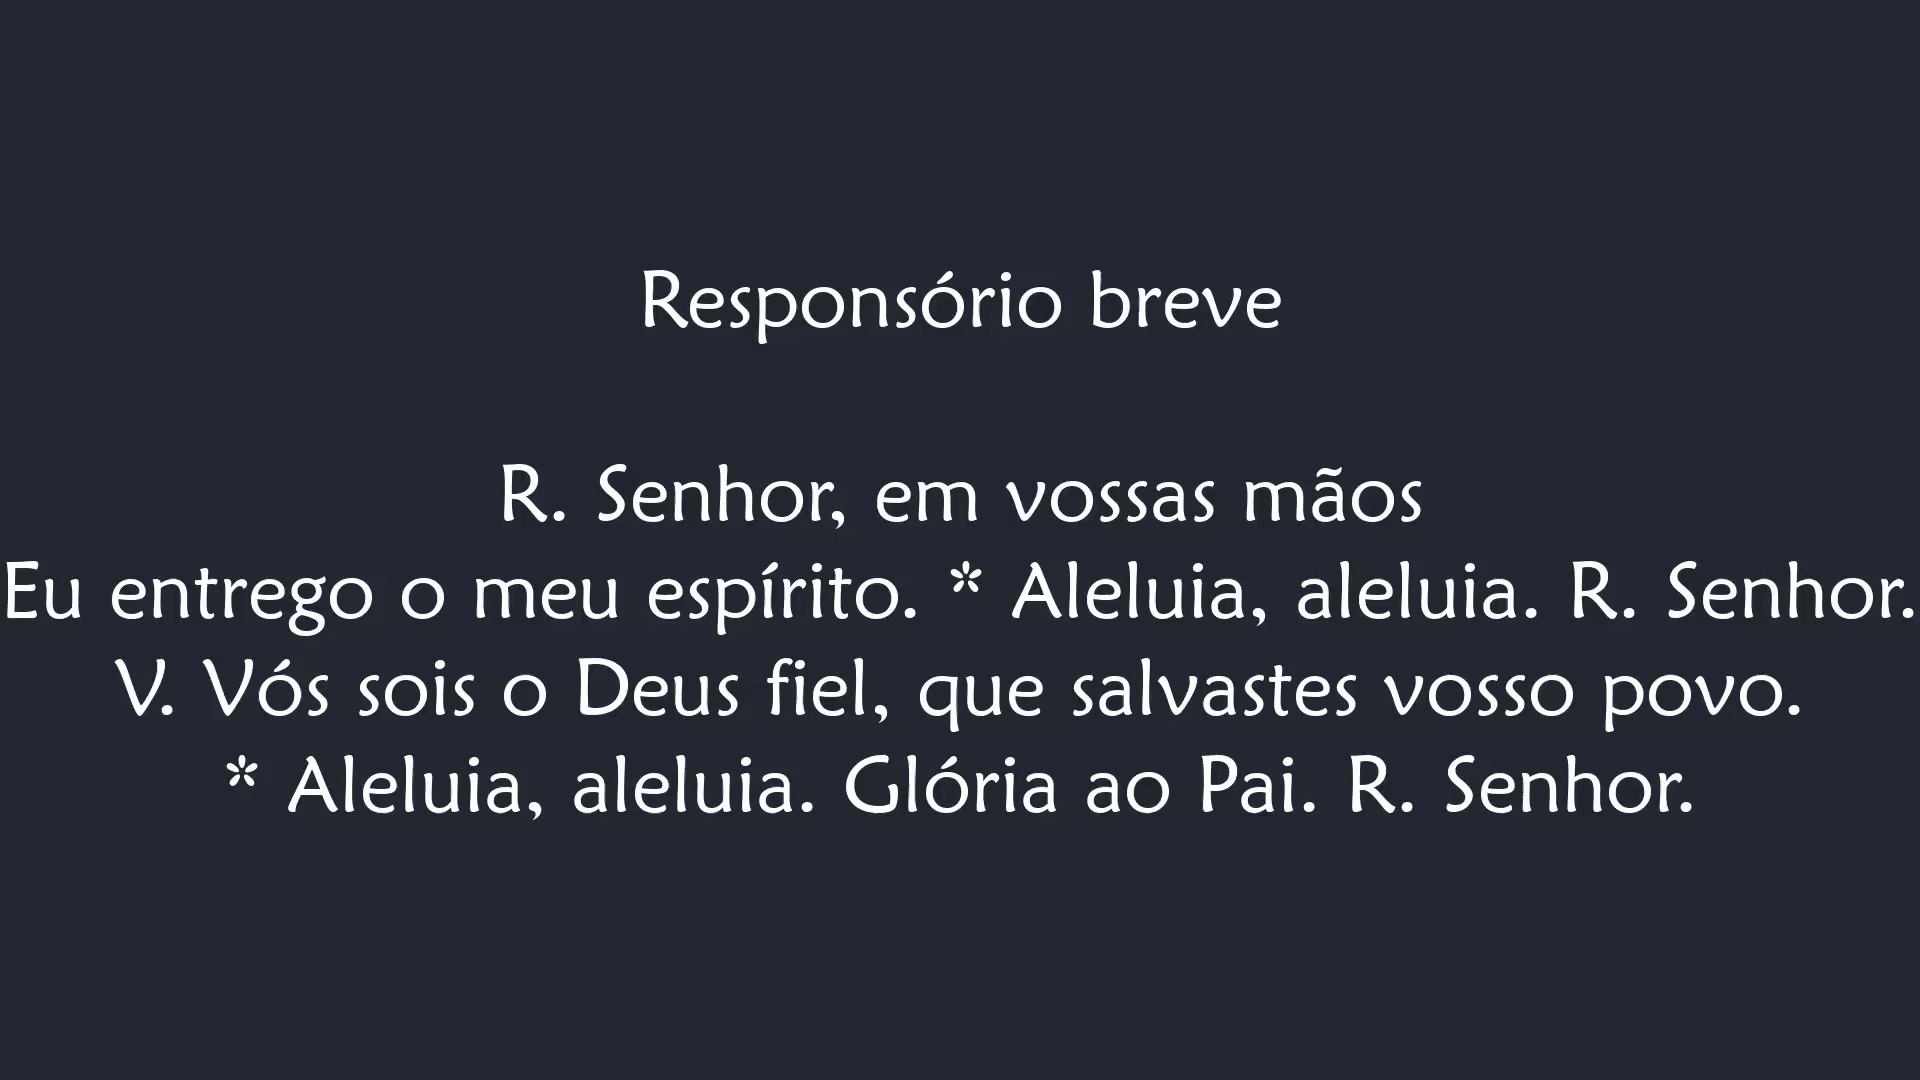 Responsório breve
R. Senhor, em vossas mãos
Eu entrego o meu espírito. * Aleluia, aleluia. R. Senhor.
V. Vós sois o Deus fiel, que salvastes vosso povo.
* Aleluia, aleluia. Glória ao Pai. R. Senhor.